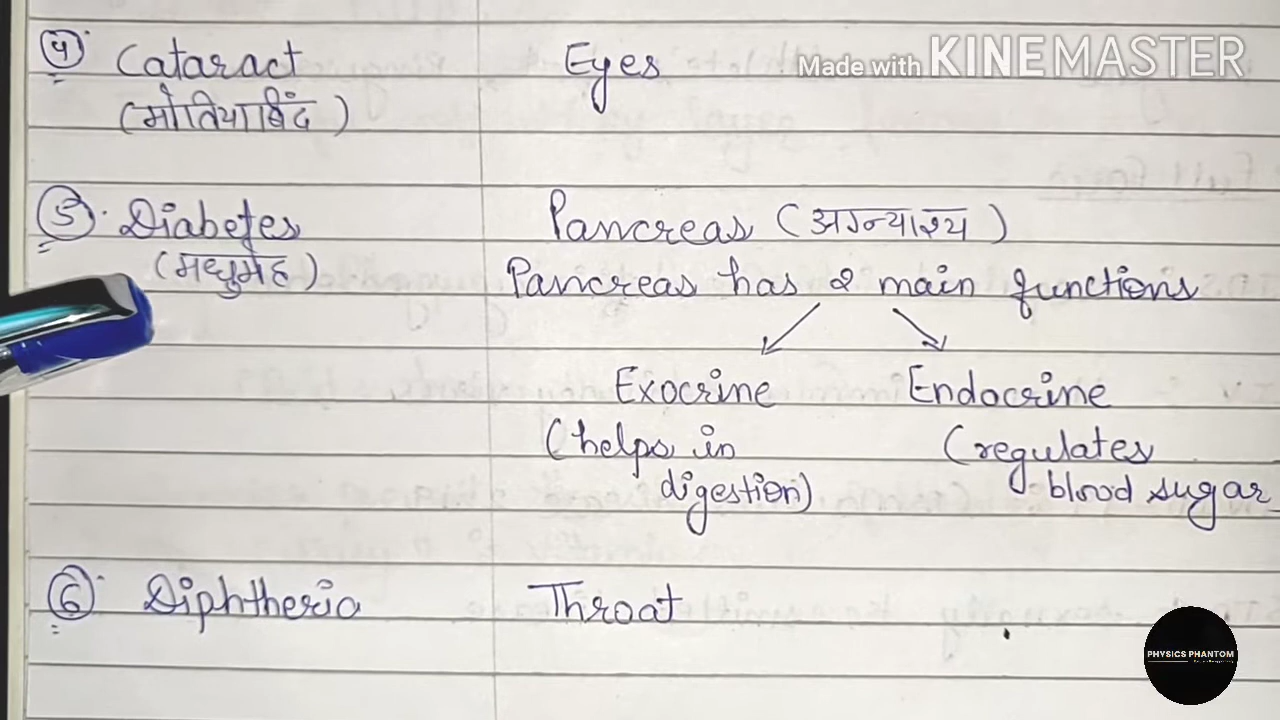 Made with KINEMASTER
④ Cataract Eyes
(मोतियाबिंद)
⑤ Diabetes Pancreas (अग्न्याश्य)
(मधुमेह) Pancreas has 2 main functions
Exocrine Endocrine
(helps in (regulates
digestion) blood sugar
⑥ Diphtheria Throat
PHYSICS PHANTOM